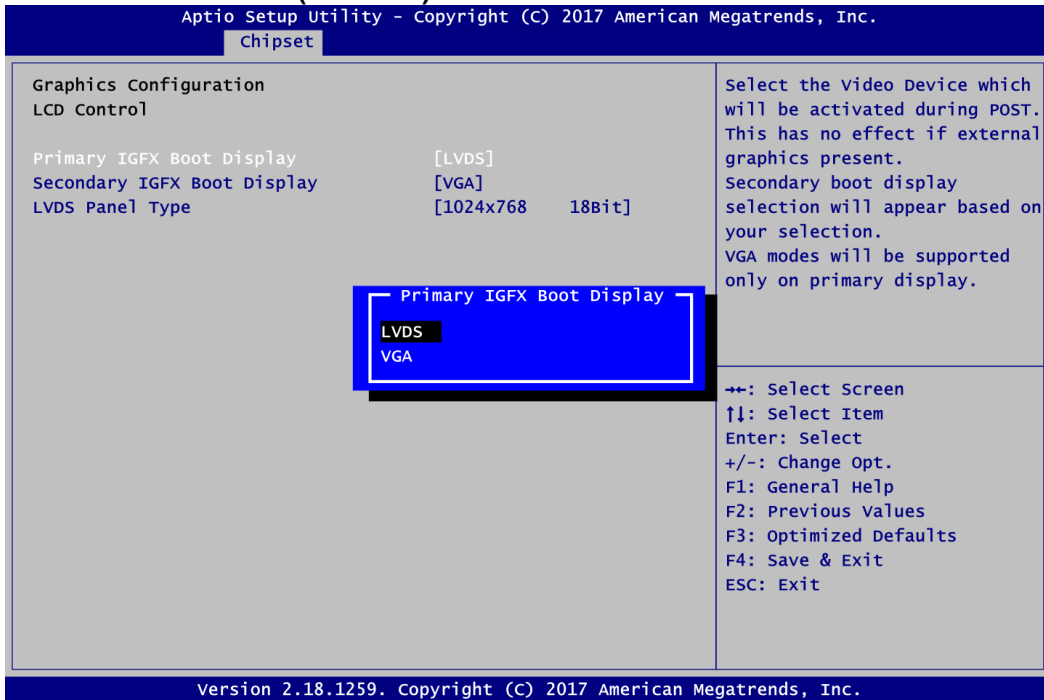 Aptio Setup Utility - Copyright (C) 2017 American Megatrends, Inc.
Chipset
Graphics Configuration
LCD Control
Primary IGFX Boot Display [LVDS]
Secondary IGFX Boot Display [VGA]
LVDS Panel Type [1024x768 18Bit]
Primary IGFX Boot Display
LVDS
VGA
Select the Video Device which
will be activated during POST.
This has no effect if external
graphics present.
Secondary boot display
selection will appear based on
your selection.
VGA modes will be supported
only on primary display.
→←: Select Screen
↑↓: Select Item
Enter: Select
+/-: Change Opt.
F1: General Help
F2: Previous Values
F3: Optimized Defaults
F4: Save & Exit
ESC: Exit
Version 2.18.1259. Copyright (C) 2017 American Megatrends, Inc.